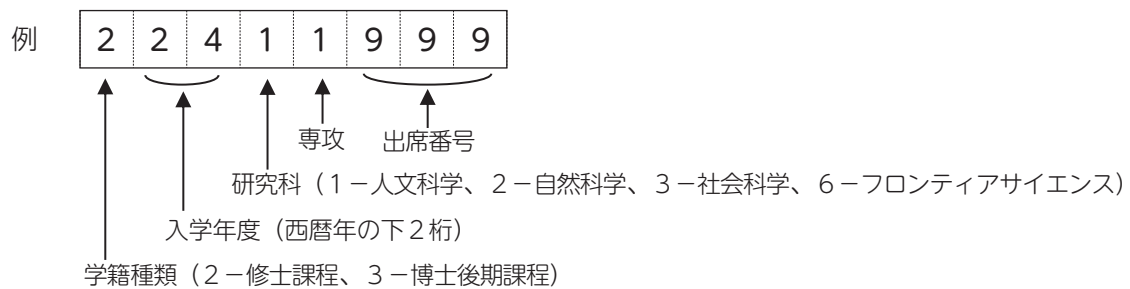 例 2 2 4 1 1 9 9 9
専攻 出席番号
研究科（１－人文科学、２－自然科学、３－社会科学、６－フロンティアサイエンス）
入学年度（西暦年の下２桁）
学籍種類（２－修士課程、３－博士後期課程）